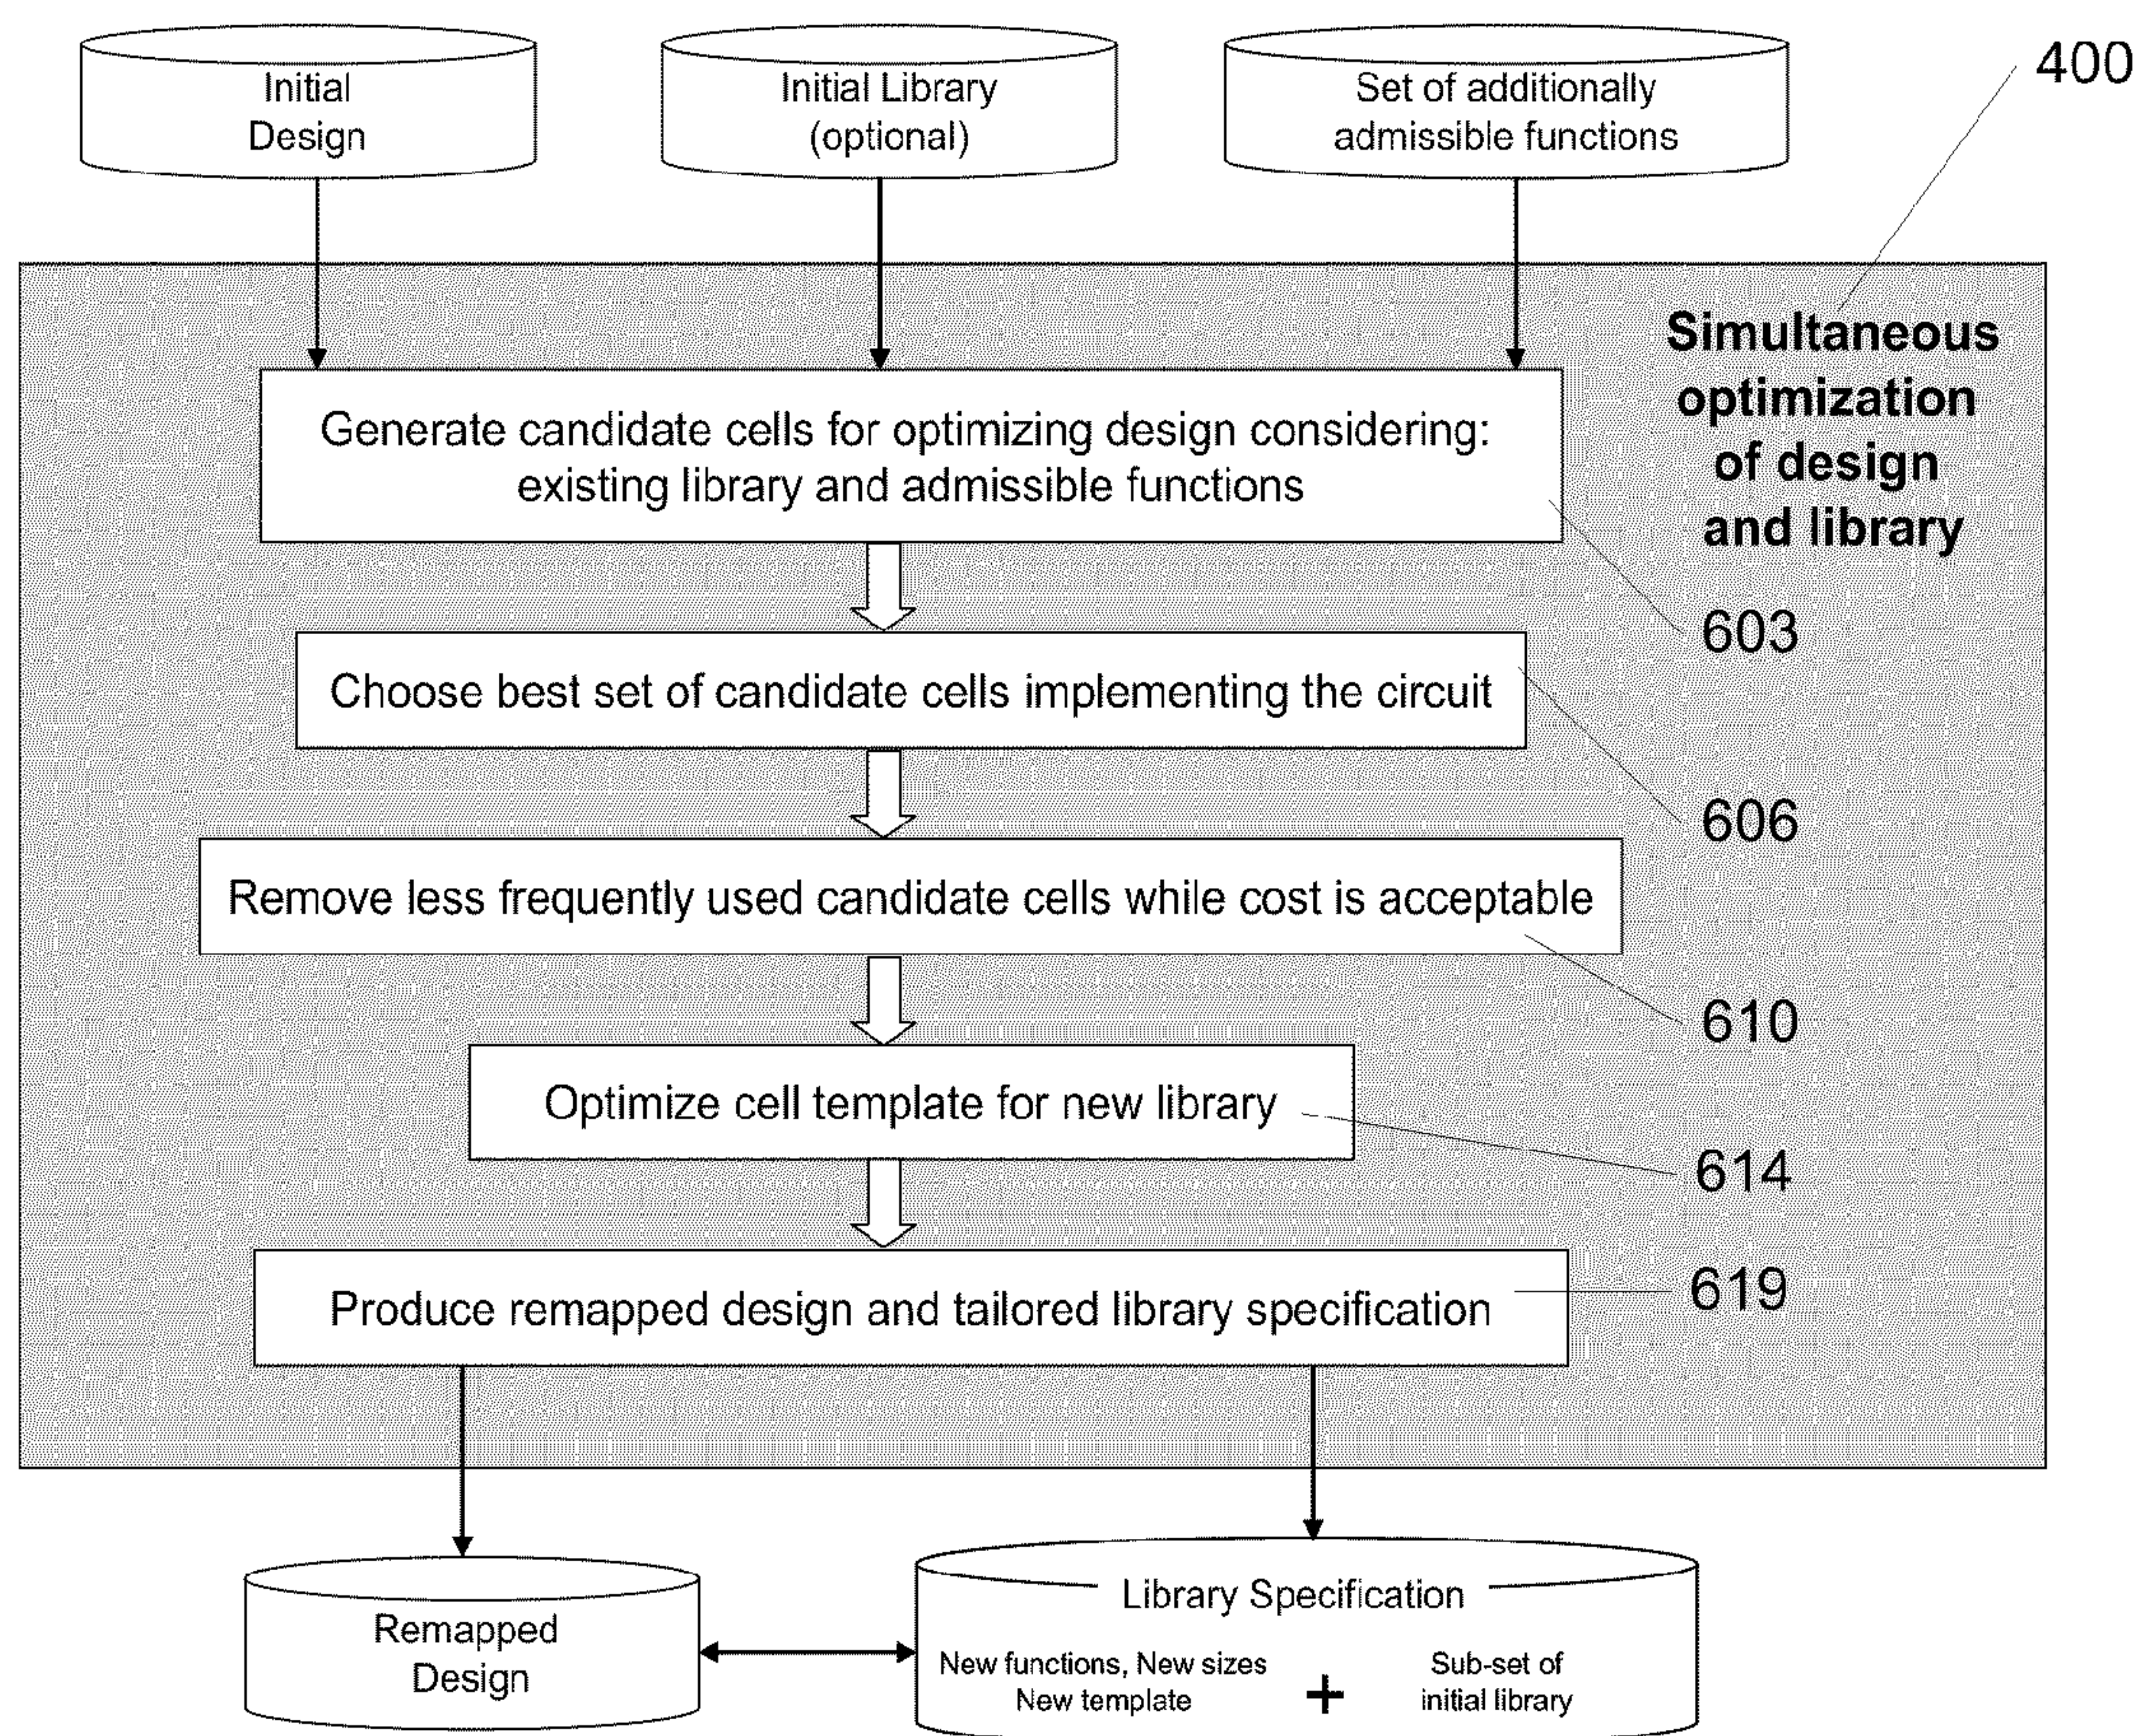 Initial
Design
Initial Library
(optional)
Set of additionally
admissible functions
400
Simultaneous
optimization
of design
and library
Generate candidate cells for optimizing design considering:
existing library and admissible functions
603
Choose best set of candidate cells implementing the circuit
606
Remove less frequently used candidate cells while cost is acceptable
610
Optimize cell template for new library
614
Produce remapped design and tailored library specification
619
Remapped
Design
Library Specification
New functions, New sizes
New template
+
Sub-set of
initial library